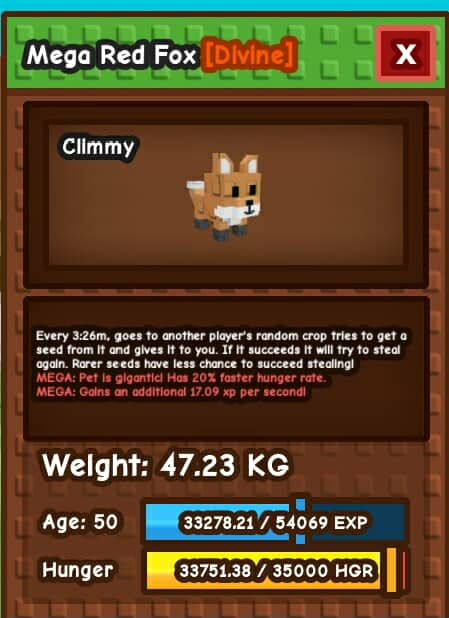 Mega Red Fox [Divine]
X
Climmy
Every 3:26m, goes to another player's random crop tries to get a
seed from it and gives it to you. If it succeeds it will try to steal
again. Rarer seeds have less chance to succeed stealing!
MEGA: Pet is gigantic! Has 20% faster hunger rate.
MEGA: Gains an additional 17.09 xp per second!
Weight: 47.23 KG
Age: 50
33278.21 / 54069 EXP
Hunger
33751.38 / 35000 HGR